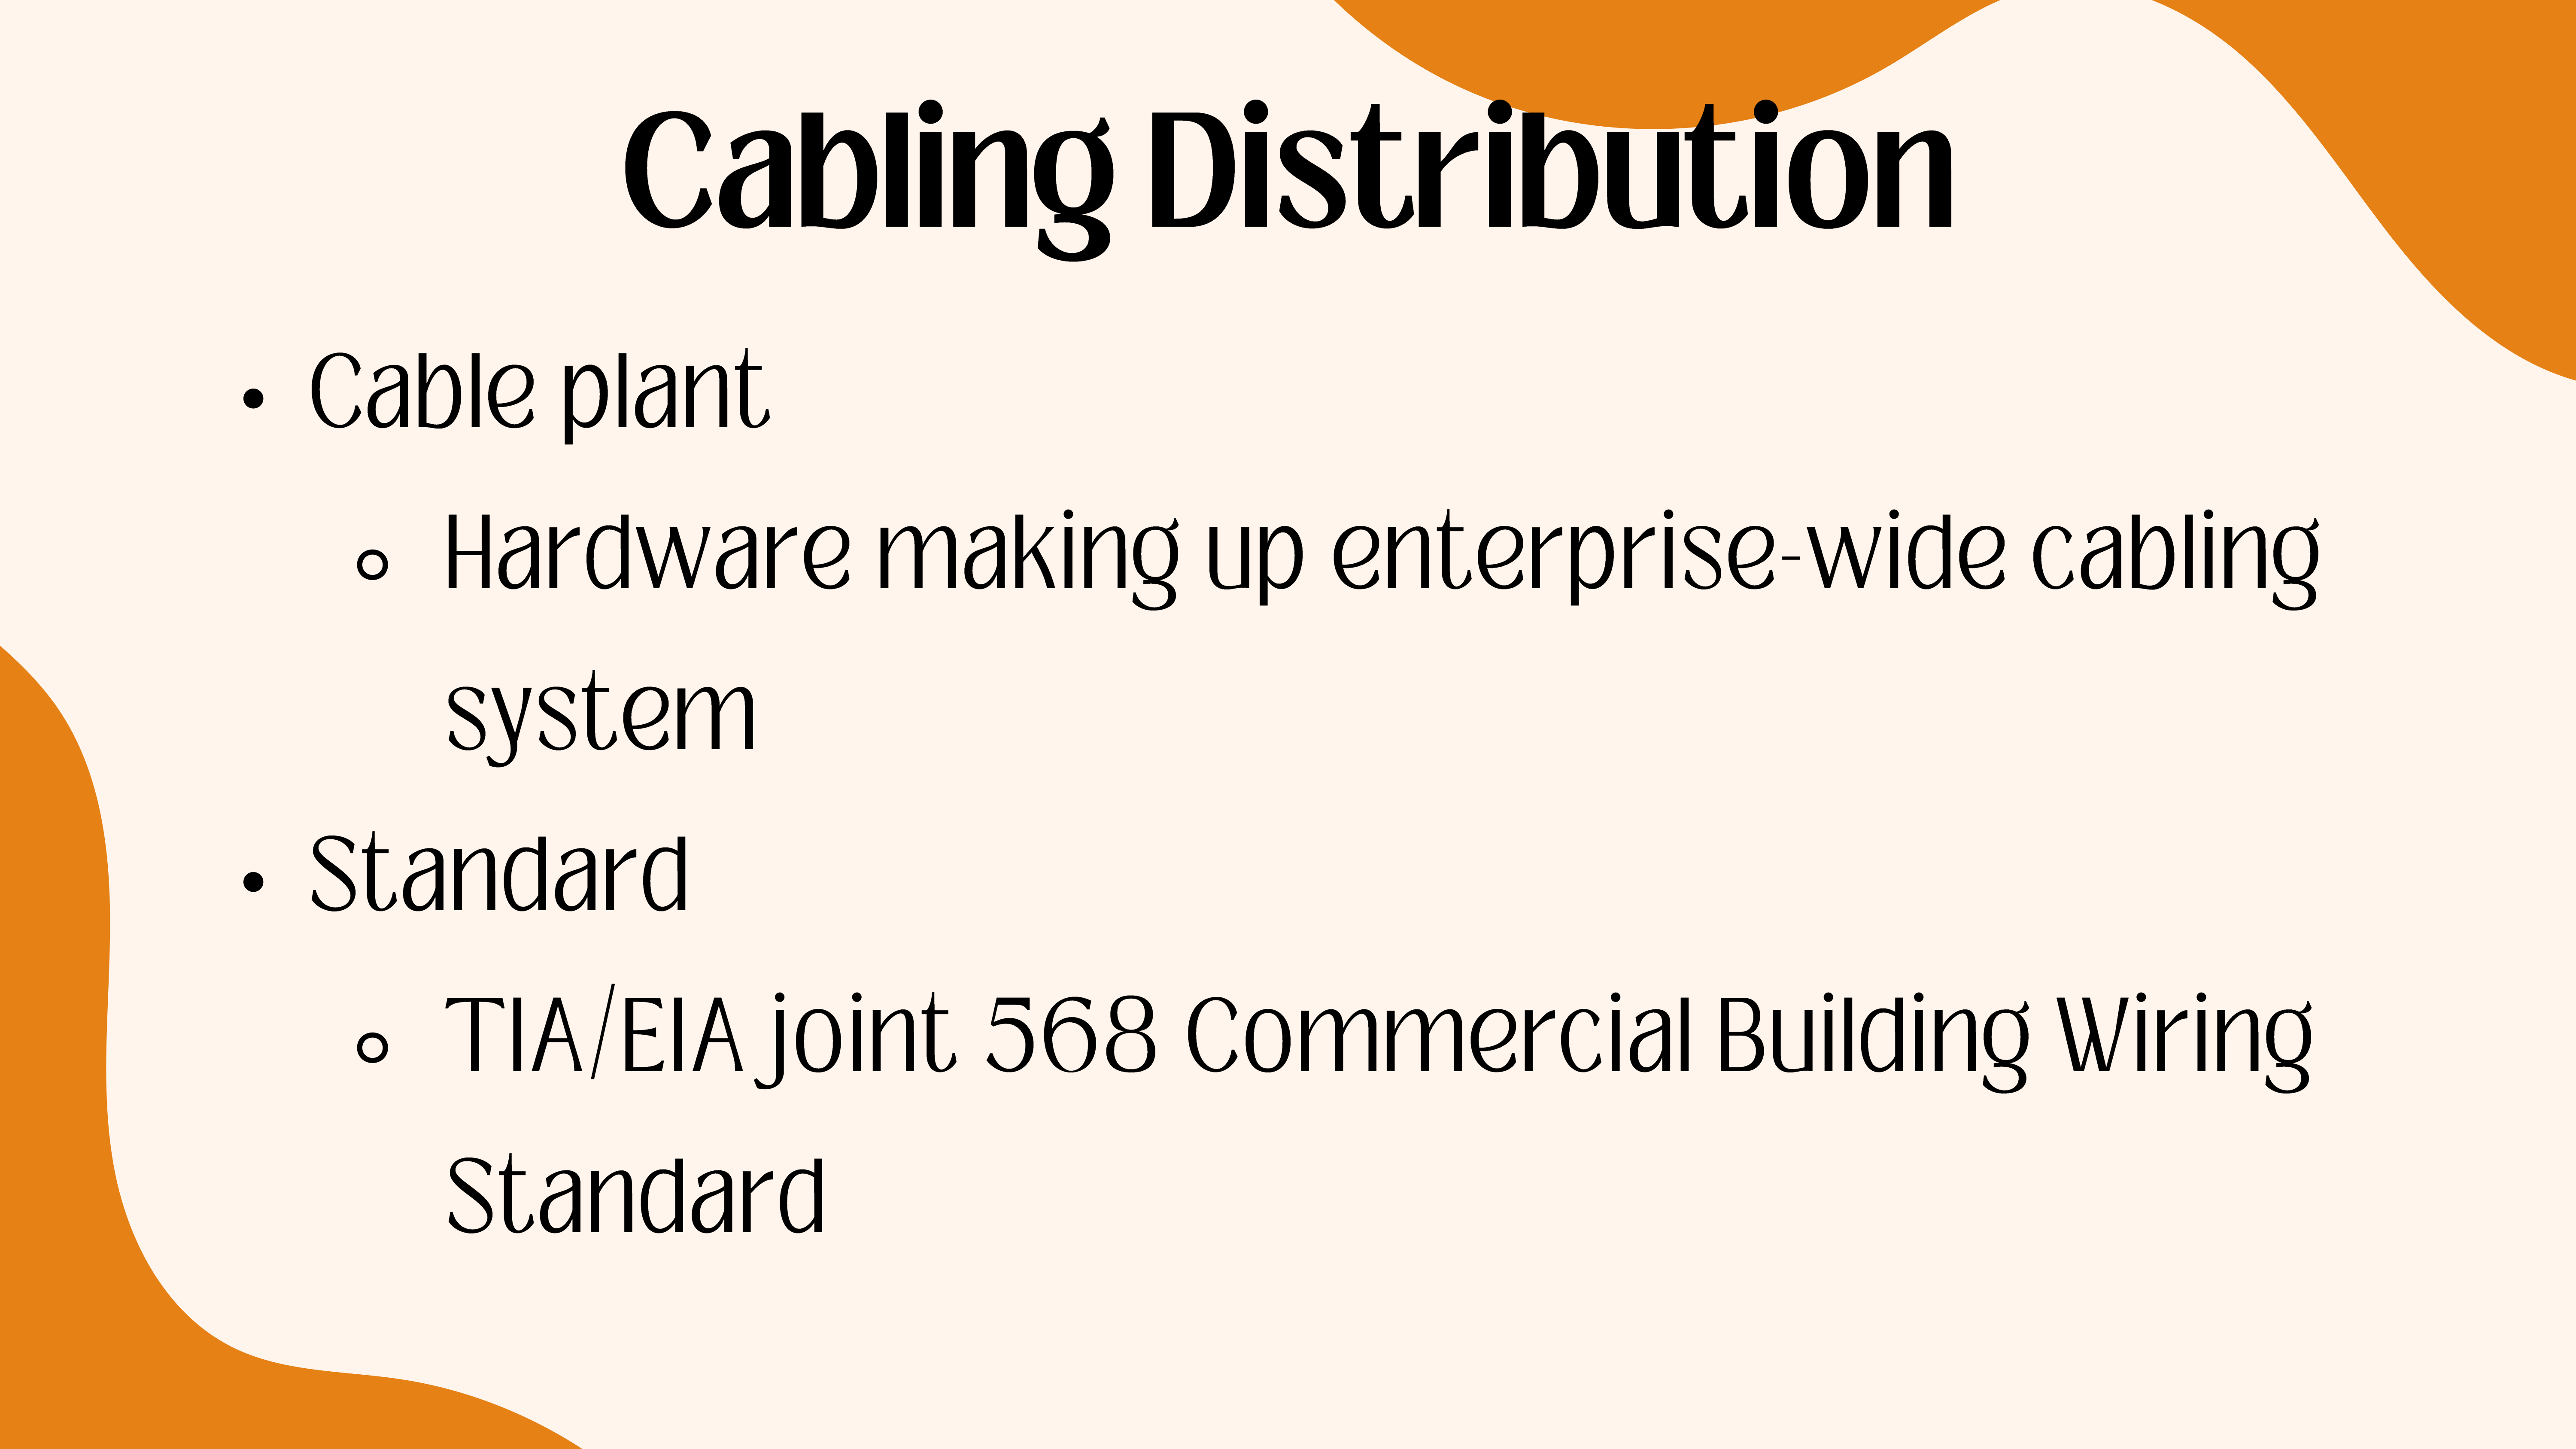 Cabling Distribution
• Cable plant
◦ Hardware making up enterprise-wide cabling
system
• Standard
◦ TIA/EIA joint 568 Commercial Building Wiring
Standard